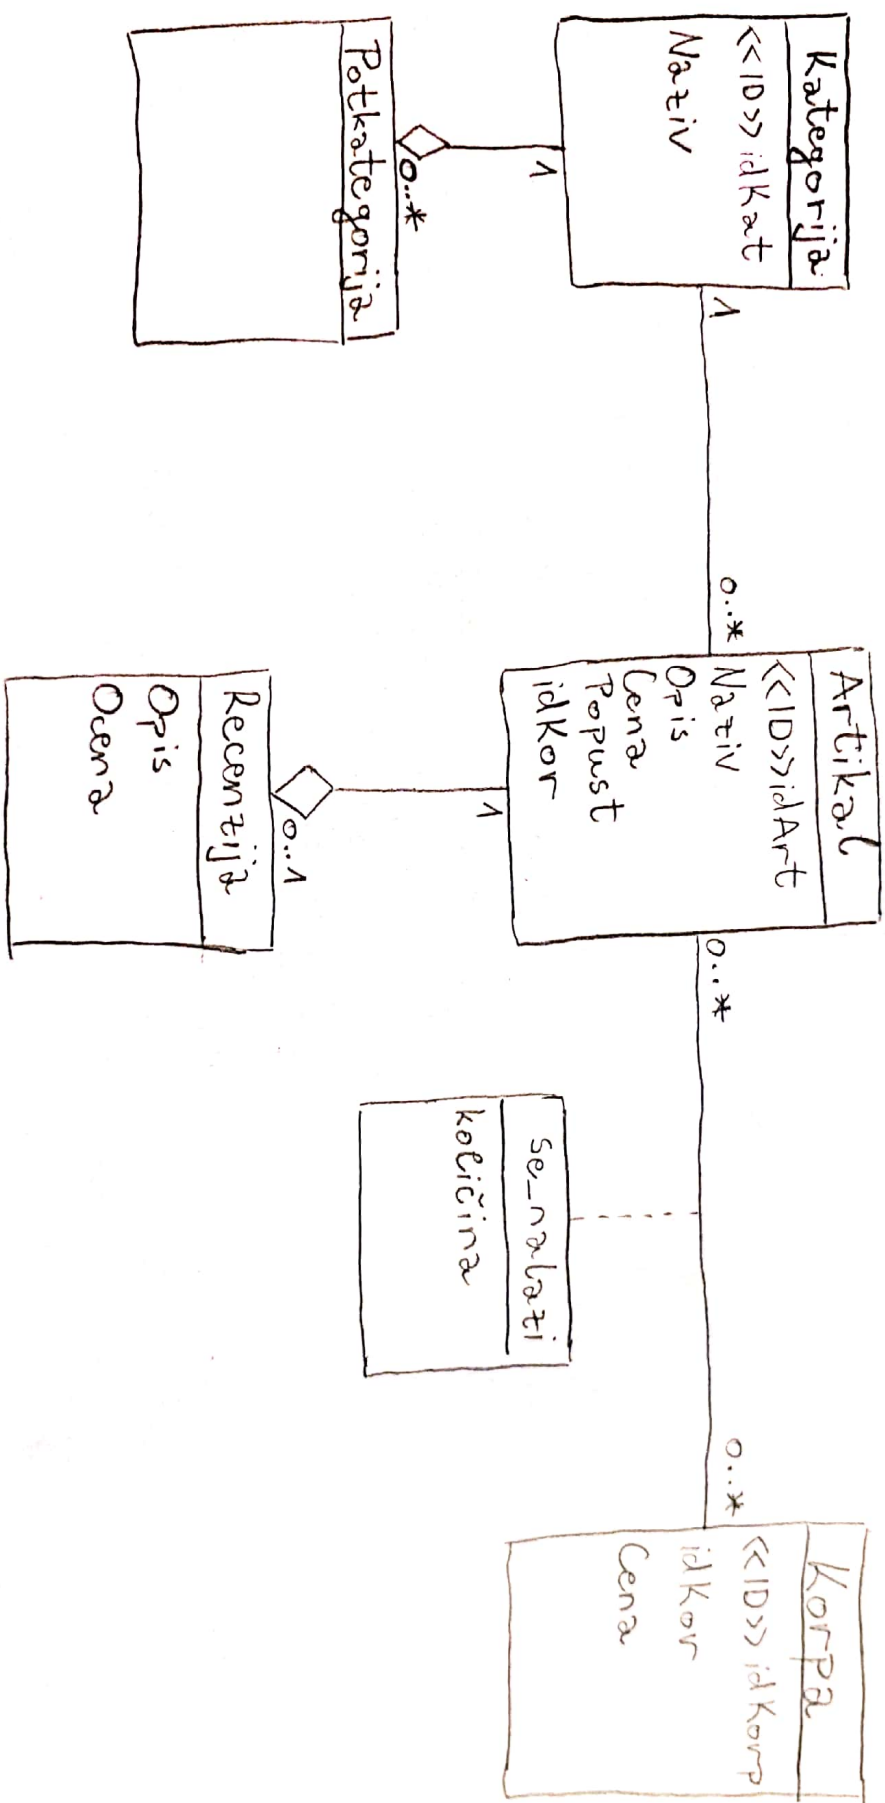 Kategorija
<<ID>> idKat
Naziv
1
1
0..*
Potkategorija
0..*
Artikal
<<ID>> idArt
Naziv
Opis
Cena
Popust
idKor
1
0..*
Recenzija
Opis
Ocena
0..1
se_nalazi
količina
0..*
Korpa
<<ID>> idKorp
idKor
Cena